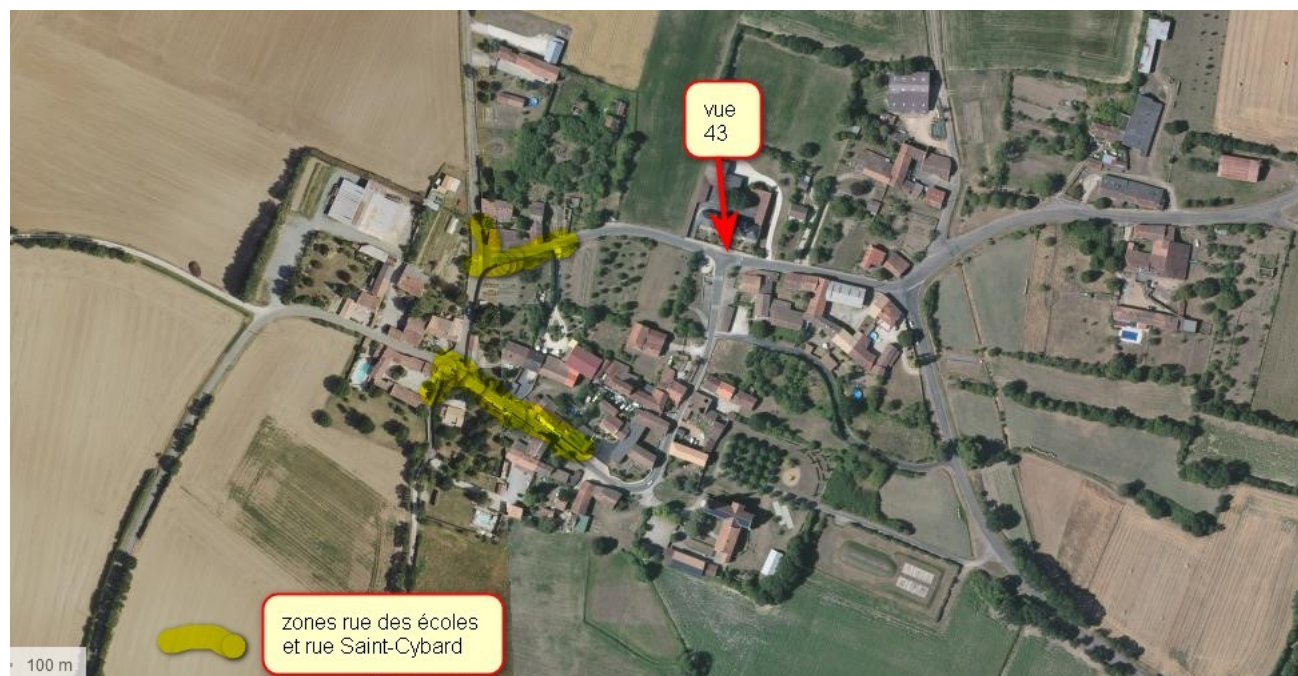 vue
43
zones rue des écoles
et rue Saint-Cybard
100 m